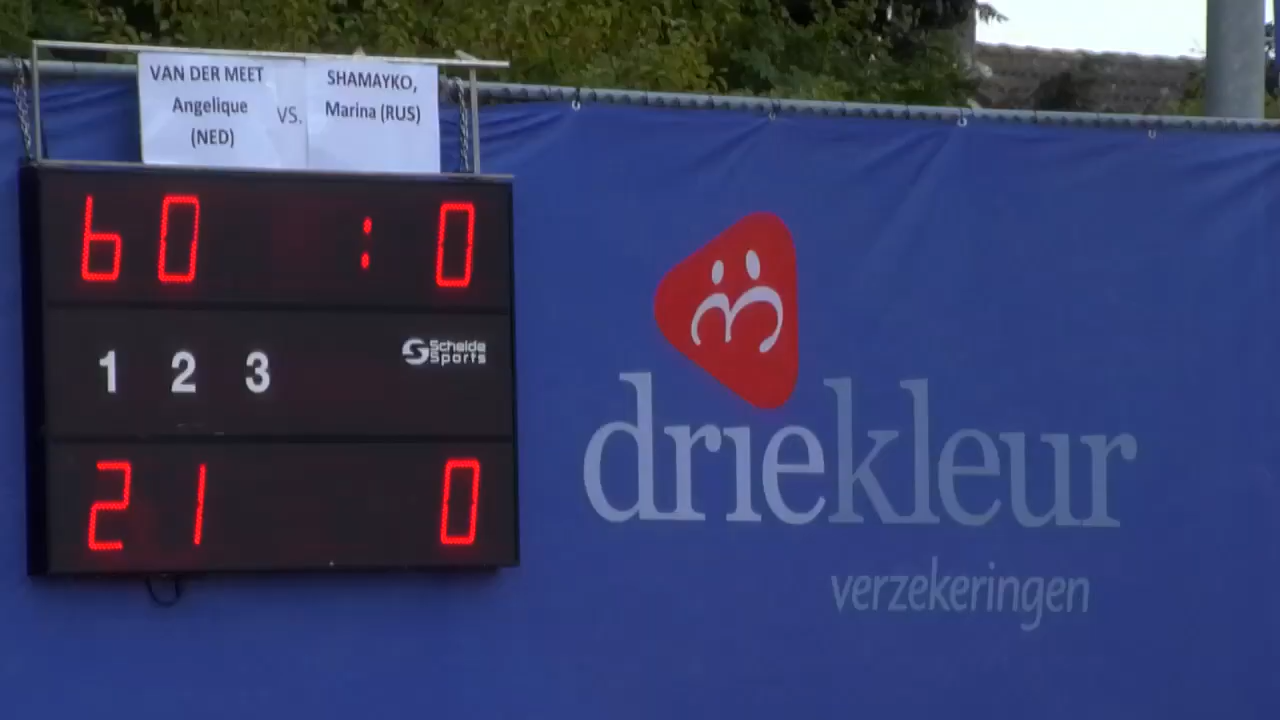 VAN DER MEET
Angelique
(NED)
VS.
SHAMAYKO,
Marina (RUS)
6 0 : 0
1 2 3
Schelde
Sports
2 1 0
driekleur
verzekeringen